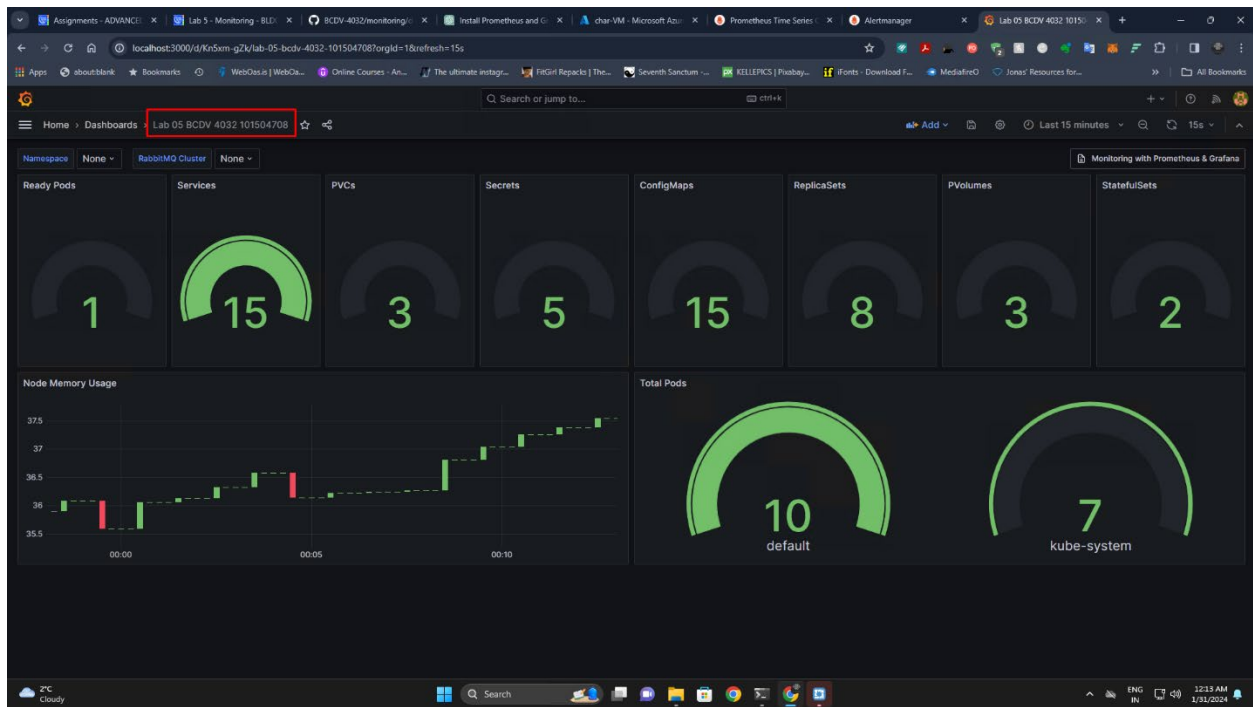 Assignments - ADVANCE
Lab 5 - Monitoring - BLD
BCDV-4032/monitoring/c
Install Prometheus and G
char-VM - Microsoft Azur
Prometheus Time Series C
Alertmanager
Lab 05 BCDV 4032 10150
localhost:3000/d/Kn5xm-gZk/lab-05-bcdv-4032-101504708?orgId=1&refresh=15s
Apps
about:blank
Bookmarks
WebOas.is | WebOa...
Online Courses - An...
The ultimate instagr...
FitGirl Repacks | The...
Seventh Sanctum -...
KELLEPICS | Pixabay...
iFonts - Download F...
MediafireO
Jonas' Resources for...
All Bookmarks
Search or jump to...
ctrl+k
Home › Dashboards › Lab 05 BCDV 4032 101504708
Add
Last 15 minutes
15s
Namespace
None
RabbitMQ Cluster
None
Monitoring with Prometheus & Grafana
Ready Pods
Services
PVCs
Secrets
ConfigMaps
ReplicaSets
PVolumes
StatefulSets
1
15
3
5
15
8
3
2
Node Memory Usage
37.5
37
36.5
36
35.5
00:00
00:05
00:10
Total Pods
10
default
7
kube-system
2°C
Cloudy
Search
ENG
IN
12:13 AM
1/31/2024